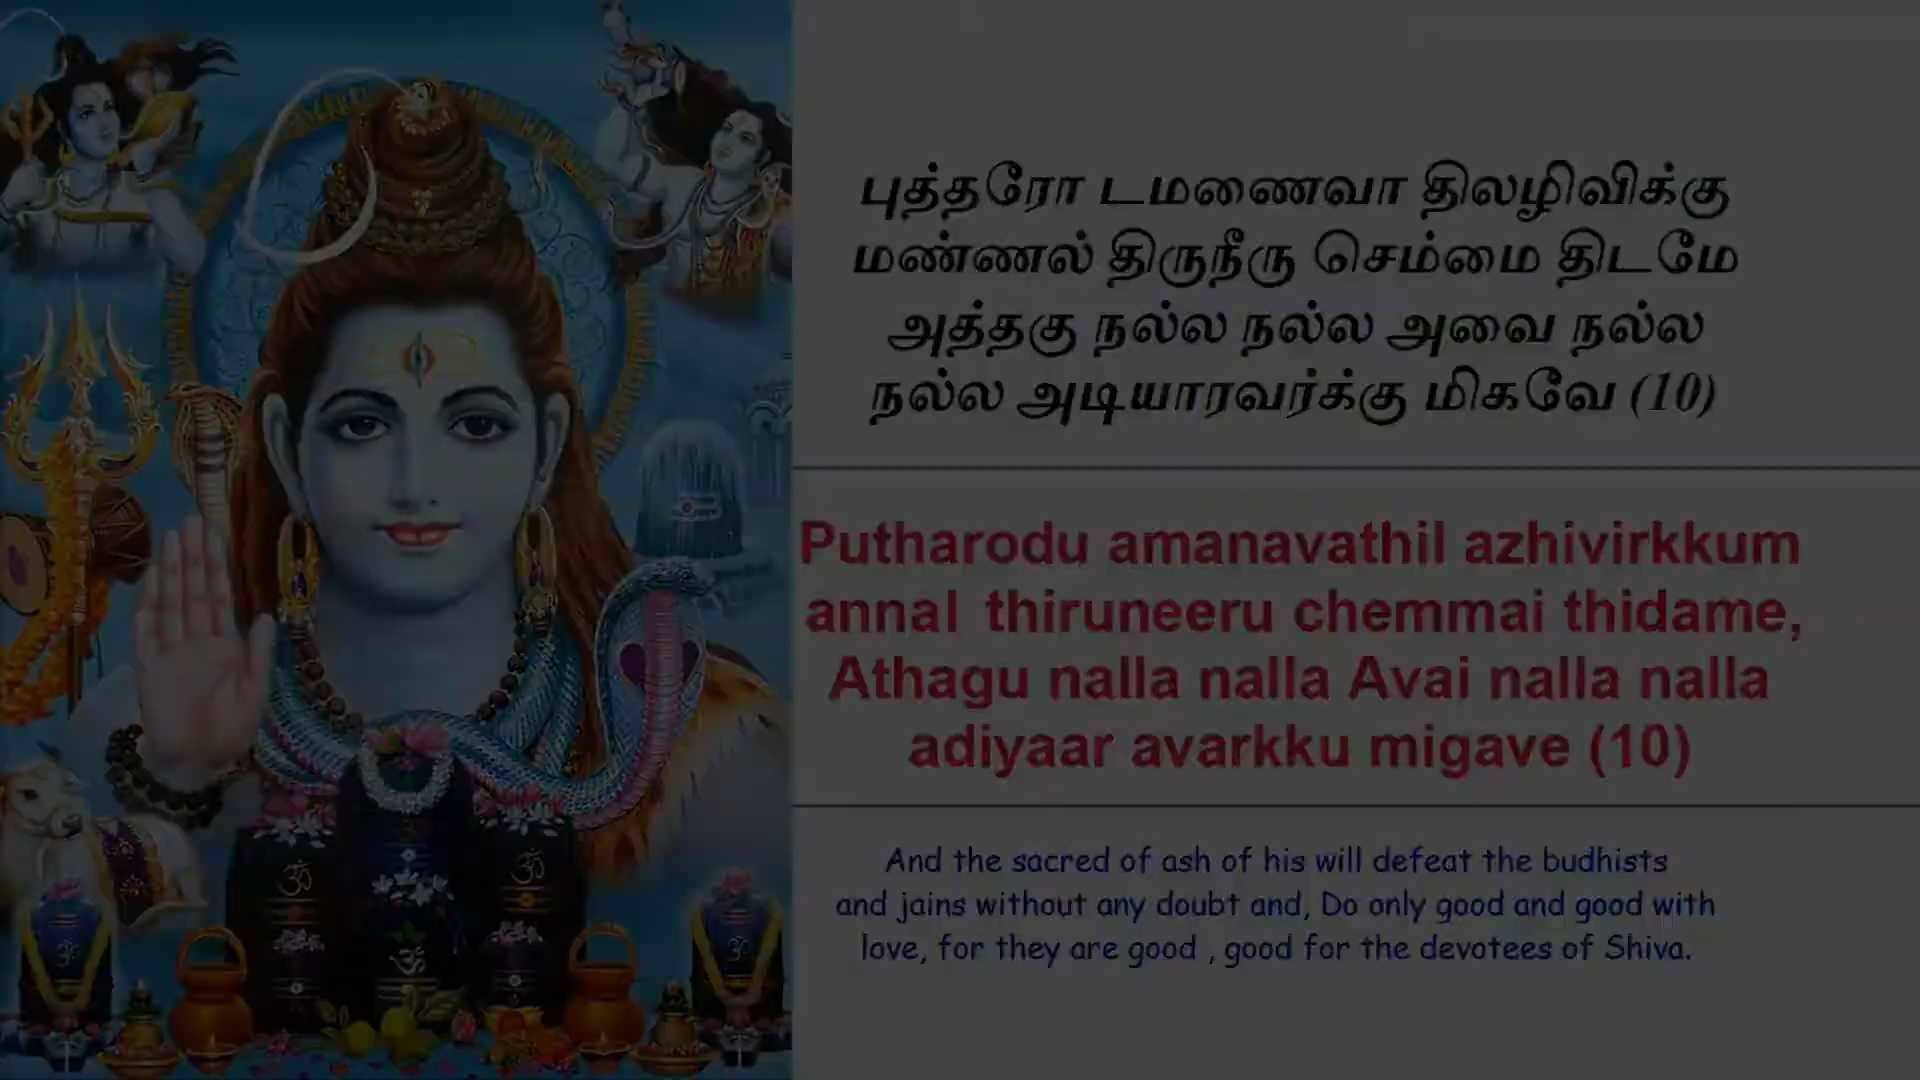 புத்தரோ டமணைவா திலழிவிக்கு
மண்ணல் திருநீரு செம்மை திடமே
அத்தகு நல்ல நல்ல அவை நல்ல
நல்ல அடியாரவர்க்கு மிகவே (10)
Putharodu amanavathil azhivirkkum
annal thiruneeru chemmai thidame,
Athagu nalla nalla Avai nalla nalla
adiyaar avarkku migave (10)
And the sacred of ash of his will defeat the budhists
and jains without any doubt and, Do only good and good with
love, for they are good , good for the devotees of Shiva.
ॐ ॐ
ॐ
ॐ ॐ